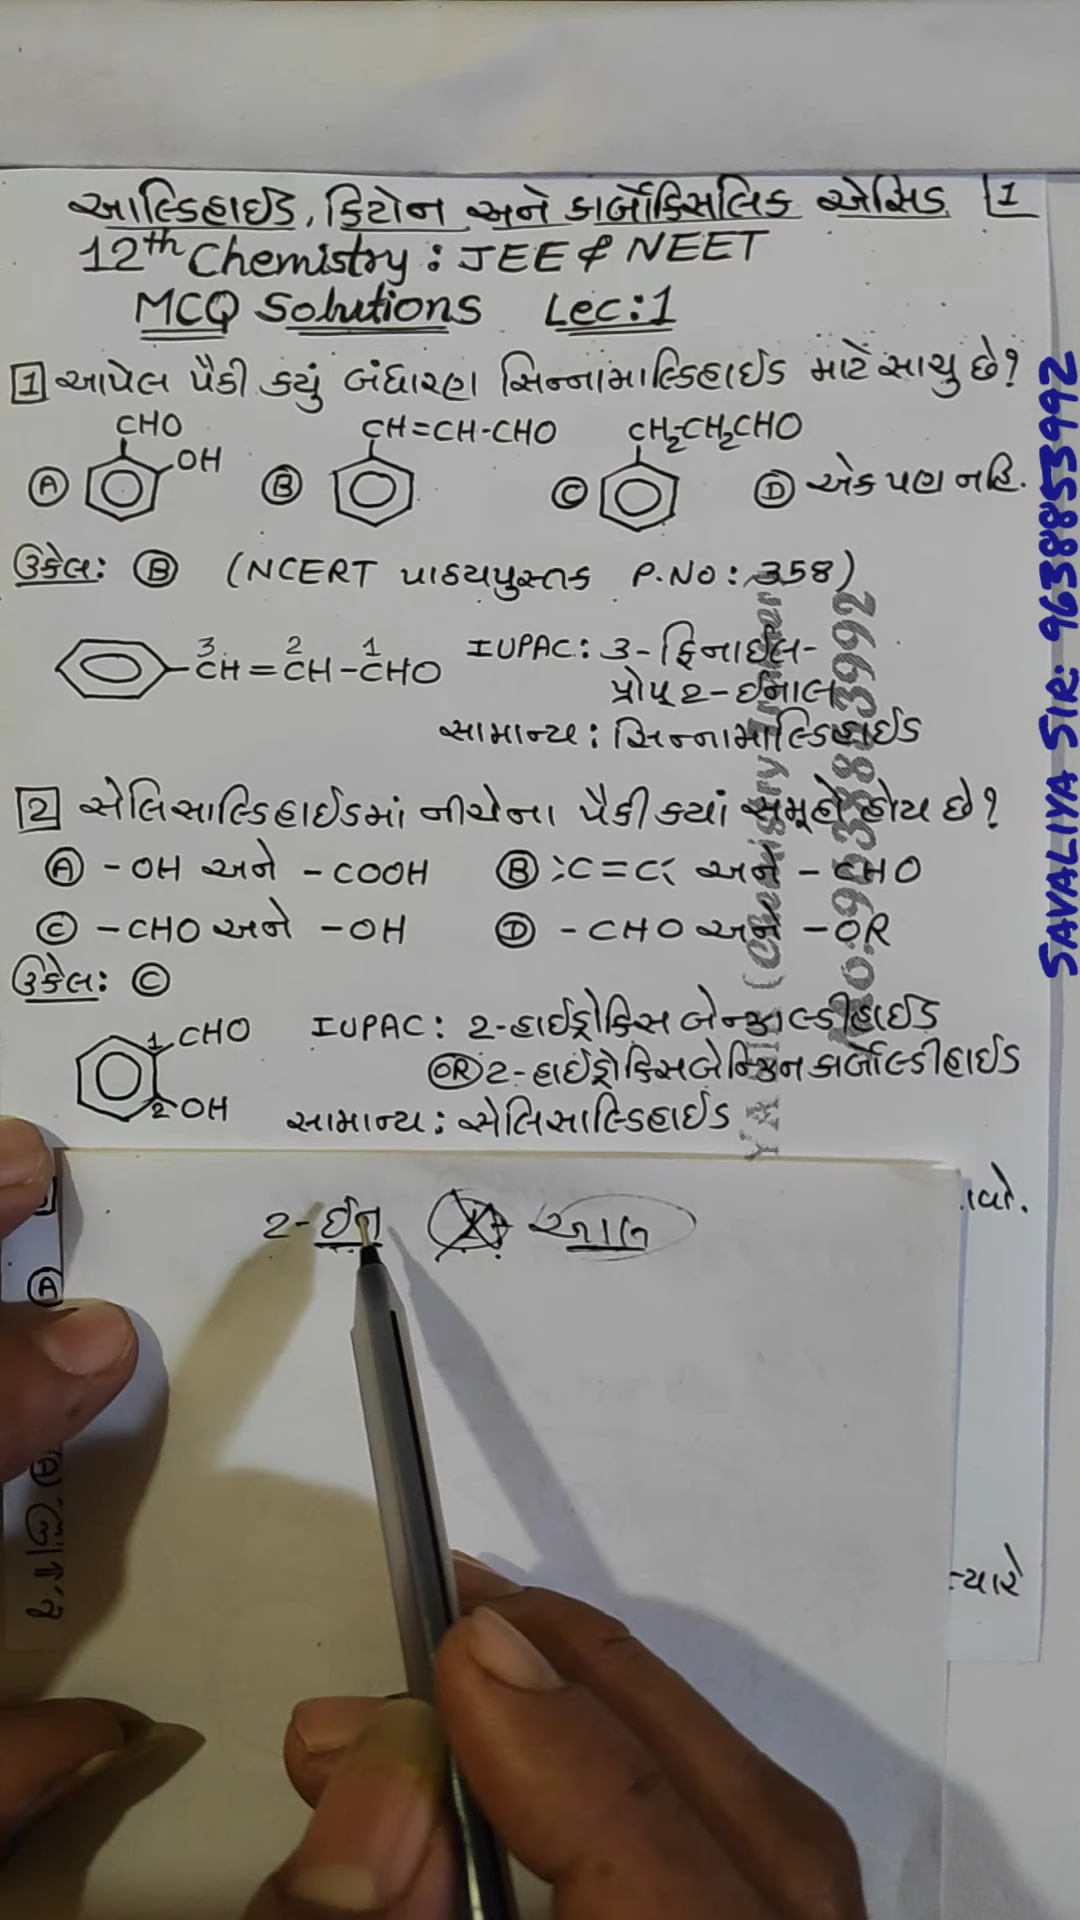 આલ્ડિહાઈડ, કિટોન અને કાર્બોક્સિલિક એસિડ 1
12th Chemistry : JEE & NEET
MCQ Solutions Lec:1
1 આપેલ પૈકી કયું બંધારણ સિન્નામાલ્ડિહાઈડ માટે સાચુ છે?
CHO CH=CH-CHO CH₂-CH₂CHO
OH
A B C D એક પણ નહિ.
ઉકેલ: B (NCERT પાઠ્યપુસ્તક P.NO: 358)
3 2 1
CH=CH-CHO IUPAC: 3-ફિનાઈલ-
પ્રોપ્ 2-ઈનાલ
સામાન્ય: સિન્નામાલ્ડિહાઈડ
2 સેલિસાલ્ડિહાઈડમાં નીચેના પૈકી ક્યાં સમૂહો હોય છે?
A -OH અને -COOH B >C=C< અને -CHO
C -CHO અને -OH D -CHO અને -OR
ઉકેલ: C
1 CHO IUPAC: 2-હાઈડ્રોક્સિ બેન્ઝાલ્ડીહાઈડ
OR 2-હાઈડ્રોક્સિબેન્ઝિન કાર્બાલ્ડીહાઈડ
2 OH સામાન્ય: સેલિસાલ્ડિહાઈડ
2-ઈન આલ
A
ત્યારે
SAVALIYA SIR: 9638853992